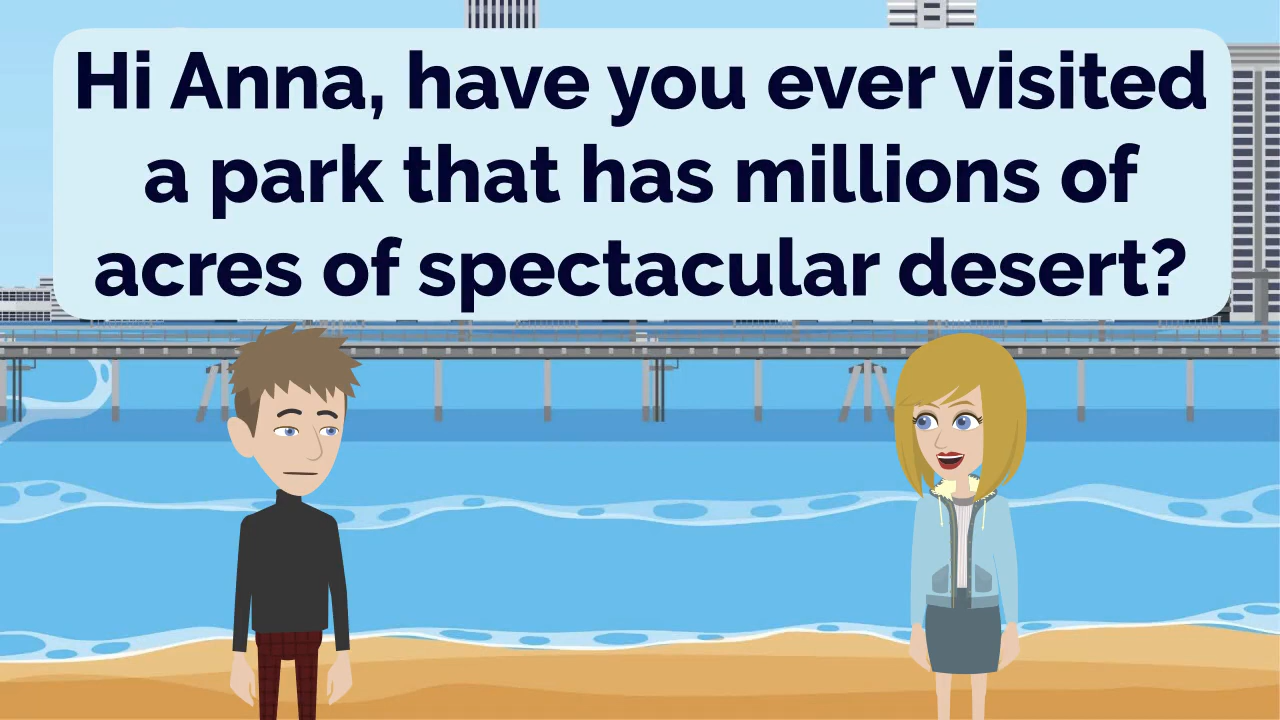 Hi Anna, have you ever visited
a park that has millions of
acres of spectacular desert?